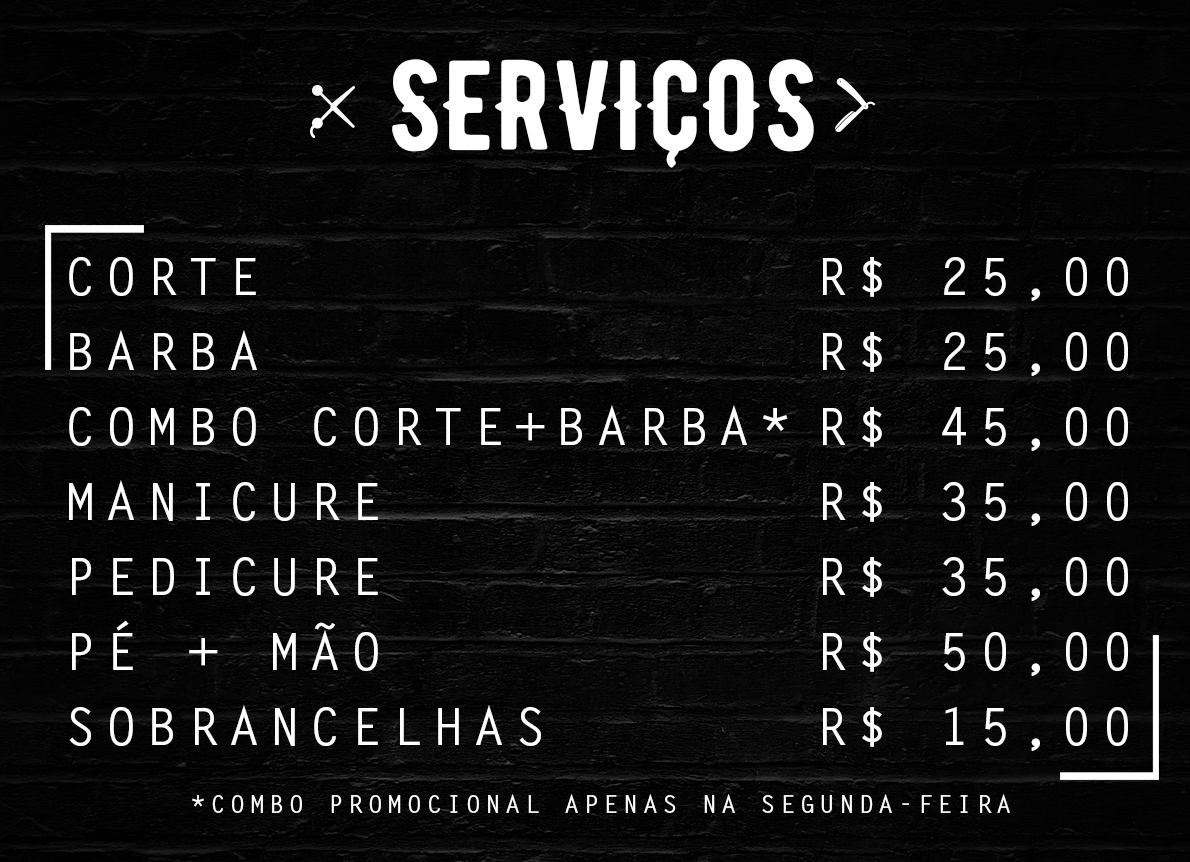 SERVIÇOS
CORTE R$ 25,00
BARBA R$ 25,00
COMBO CORTE+BARBA* R$ 45,00
MANICURE R$ 35,00
PEDICURE R$ 35,00
PÉ + MÃO R$ 50,00
SOBRANCELHAS R$ 15,00
*COMBO PROMOCIONAL APENAS NA SEGUNDA-FEIRA